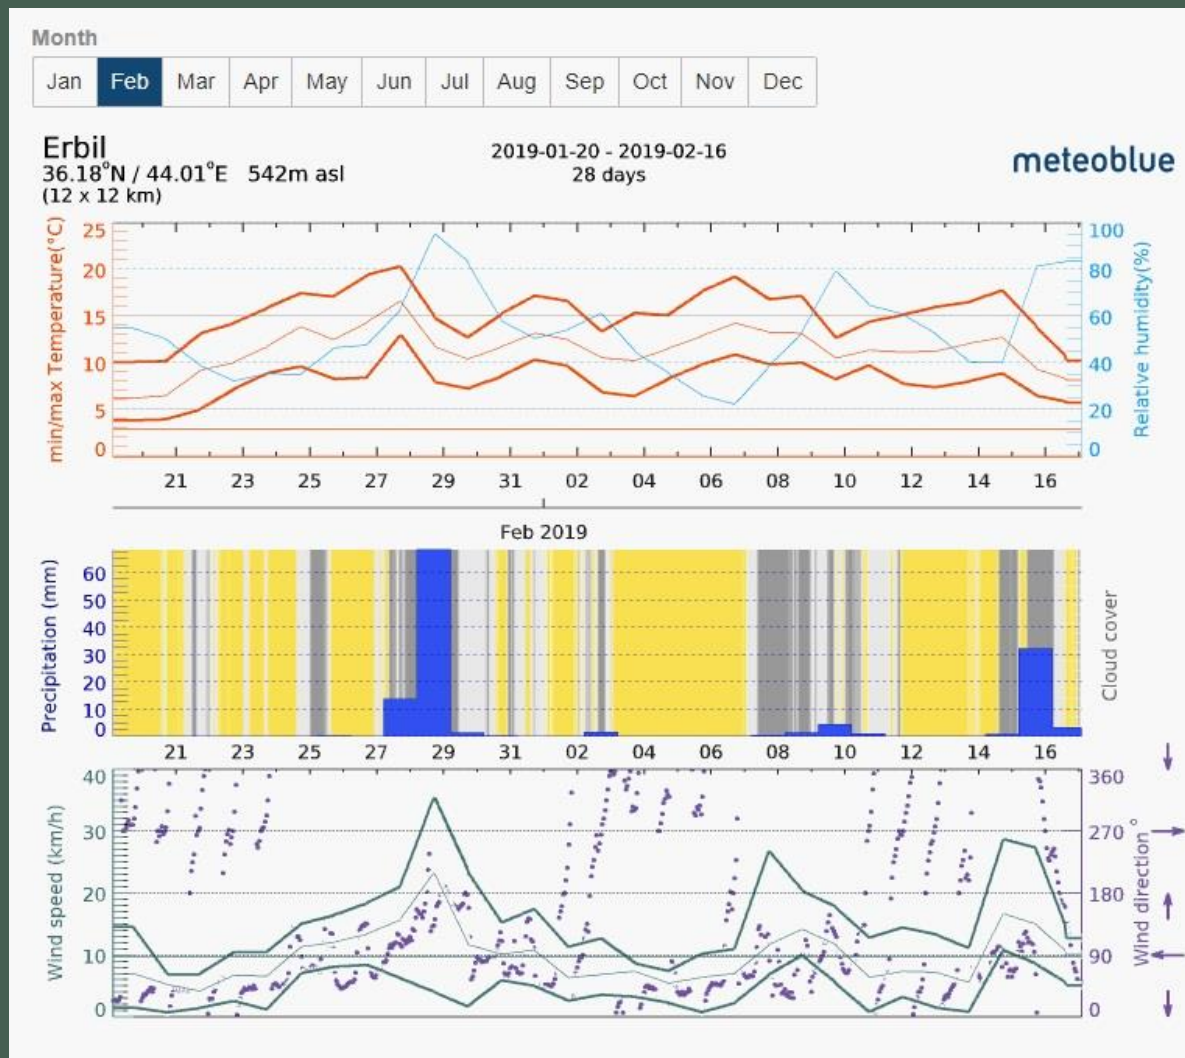 Month
Jan Feb Mar Apr May Jun Jul Aug Sep Oct Nov Dec
Erbil
36.18°N / 44.01°E 542m asl
(12 x 12 km)
2019-01-20 - 2019-02-16
28 days
meteoblue
min/max Temperature(°C)
25
20
15
10
5
0
100
80
60
40
20
0
Relative humidity(%)
21 23 25 27 29 31 02 04 06 08 10 12 14 16
Feb 2019
Precipitation (mm)
60
50
40
30
20
10
0
Cloud cover
21 23 25 27 29 31 02 04 06 08 10 12 14 16
Wind speed (km/h)
40
30
20
10
0
360
270
180
90
0
Wind direction °